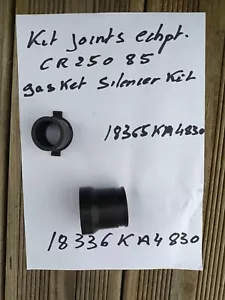 Kit joints echpt.
CR 250 85
gasket silencer Kit
18365KA4830
18336KA4830